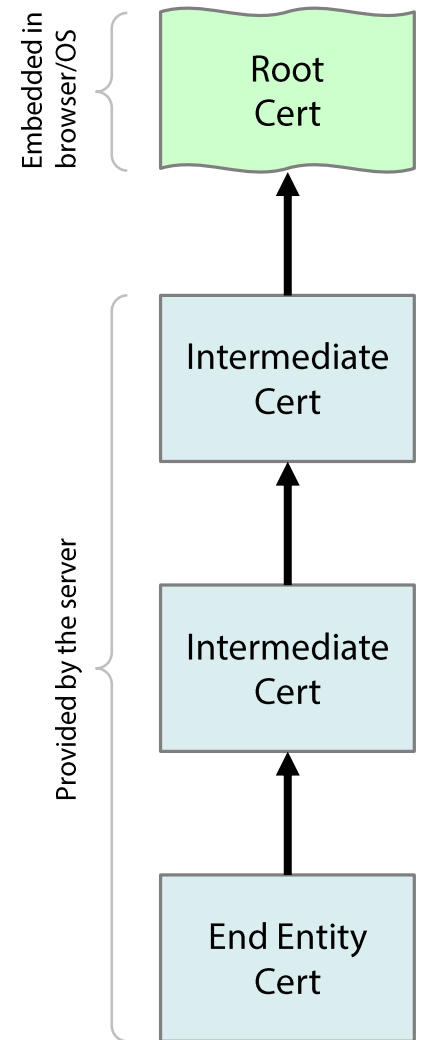 Embedded in
browser/OS
Root
Cert
Intermediate
Cert
Provided by the server
Intermediate
Cert
End Entity
Cert